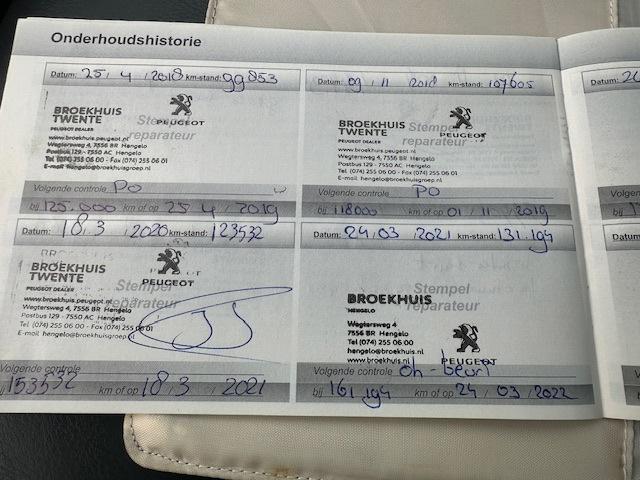 Onderhoudshistorie
Datum: 25 / 4 / 2018 km-stand: 99853
BROEKHUIS
TWENTE
PEUGEOT DEALER
PEUGEOT
Stempel
reparateur
www.broekhuis.peugeot.nl
Wegtersweg 4, 7556 BR Hengelo
Postbus 129 - 7550 AC Hengelo
Tel (074) 255 06 00 - Fax (074) 255 06 01
E-mail hengelo@broekhuisgroep.nl
Volgende controle PO
bij 125.000 km of op 25 4 / 2019
Datum: 09 / 11 / 2018 km-stand: 107605
BROEKHUIS
TWENTE
PEUGEOT DEALER
PEUGEOT
Stempel
reparateur
www.broekhuis.peugeot.nl
Wegtersweg 4, 7556 BR Hengelo
Postbus 129 - 7550 AC Hengelo
Tel (074) 255 06 00 - Fax (074) 255 06 01
E-mail hengelo@broekhuisgroep.nl
Volgende controle PO
bij 118000 km of op 01 / 11 / 2019
Datum: 18 / 3 / 2020 km-stand: 123532
BROEKHUIS
TWENTE
PEUGEOT DEALER
PEUGEOT
Stempel
reparateur
www.broekhuis.peugeot.nl
Wegtersweg 4, 7556 BR Hengelo
Postbus 129 - 7550 AC Hengelo
Tel (074) 255 06 00 - Fax (074) 255 06 01
E-mail hengelo@broekhuisgroep.nl
Volgende controle
153532 km of op 18 3 / 2021
Datum: 24 / 03 / 2021 km-stand: 131.194
Stempel
reparateur
BROEKHUIS
HENGELO
Wegtersweg 4
7556 BR Hengelo
Tel (074) 255 06 00
hengelo@broekhuis.nl
www.broekhuis.nl
PEUGEOT
Volgende controle oh-beurt
bij 161.194 km of op 24 / 03 / 2022
Datum: